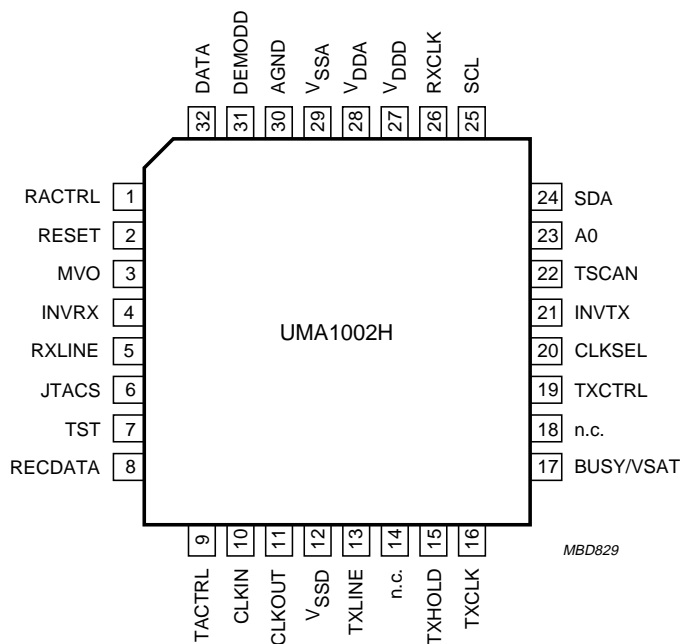 DATA DEMODD AGND VSSA VDDA VDDD RXCLK SCL
32 31 30 29 28 27 26 25
RACTRL 1
RESET 2
MVO 3
INVRX 4
RXLINE 5
JTACS 6
TST 7
RECDATA 8
UMA1002H
24 SDA
23 A0
22 TSCAN
21 INVTX
20 CLKSEL
19 TXCTRL
18 n.c.
17 BUSY/VSAT
9 10 11 12 13 14 15 16
TACTRL CLKIN CLKOUT VSSD TXLINE n.c. TXHOLD TXCLK
MBD829